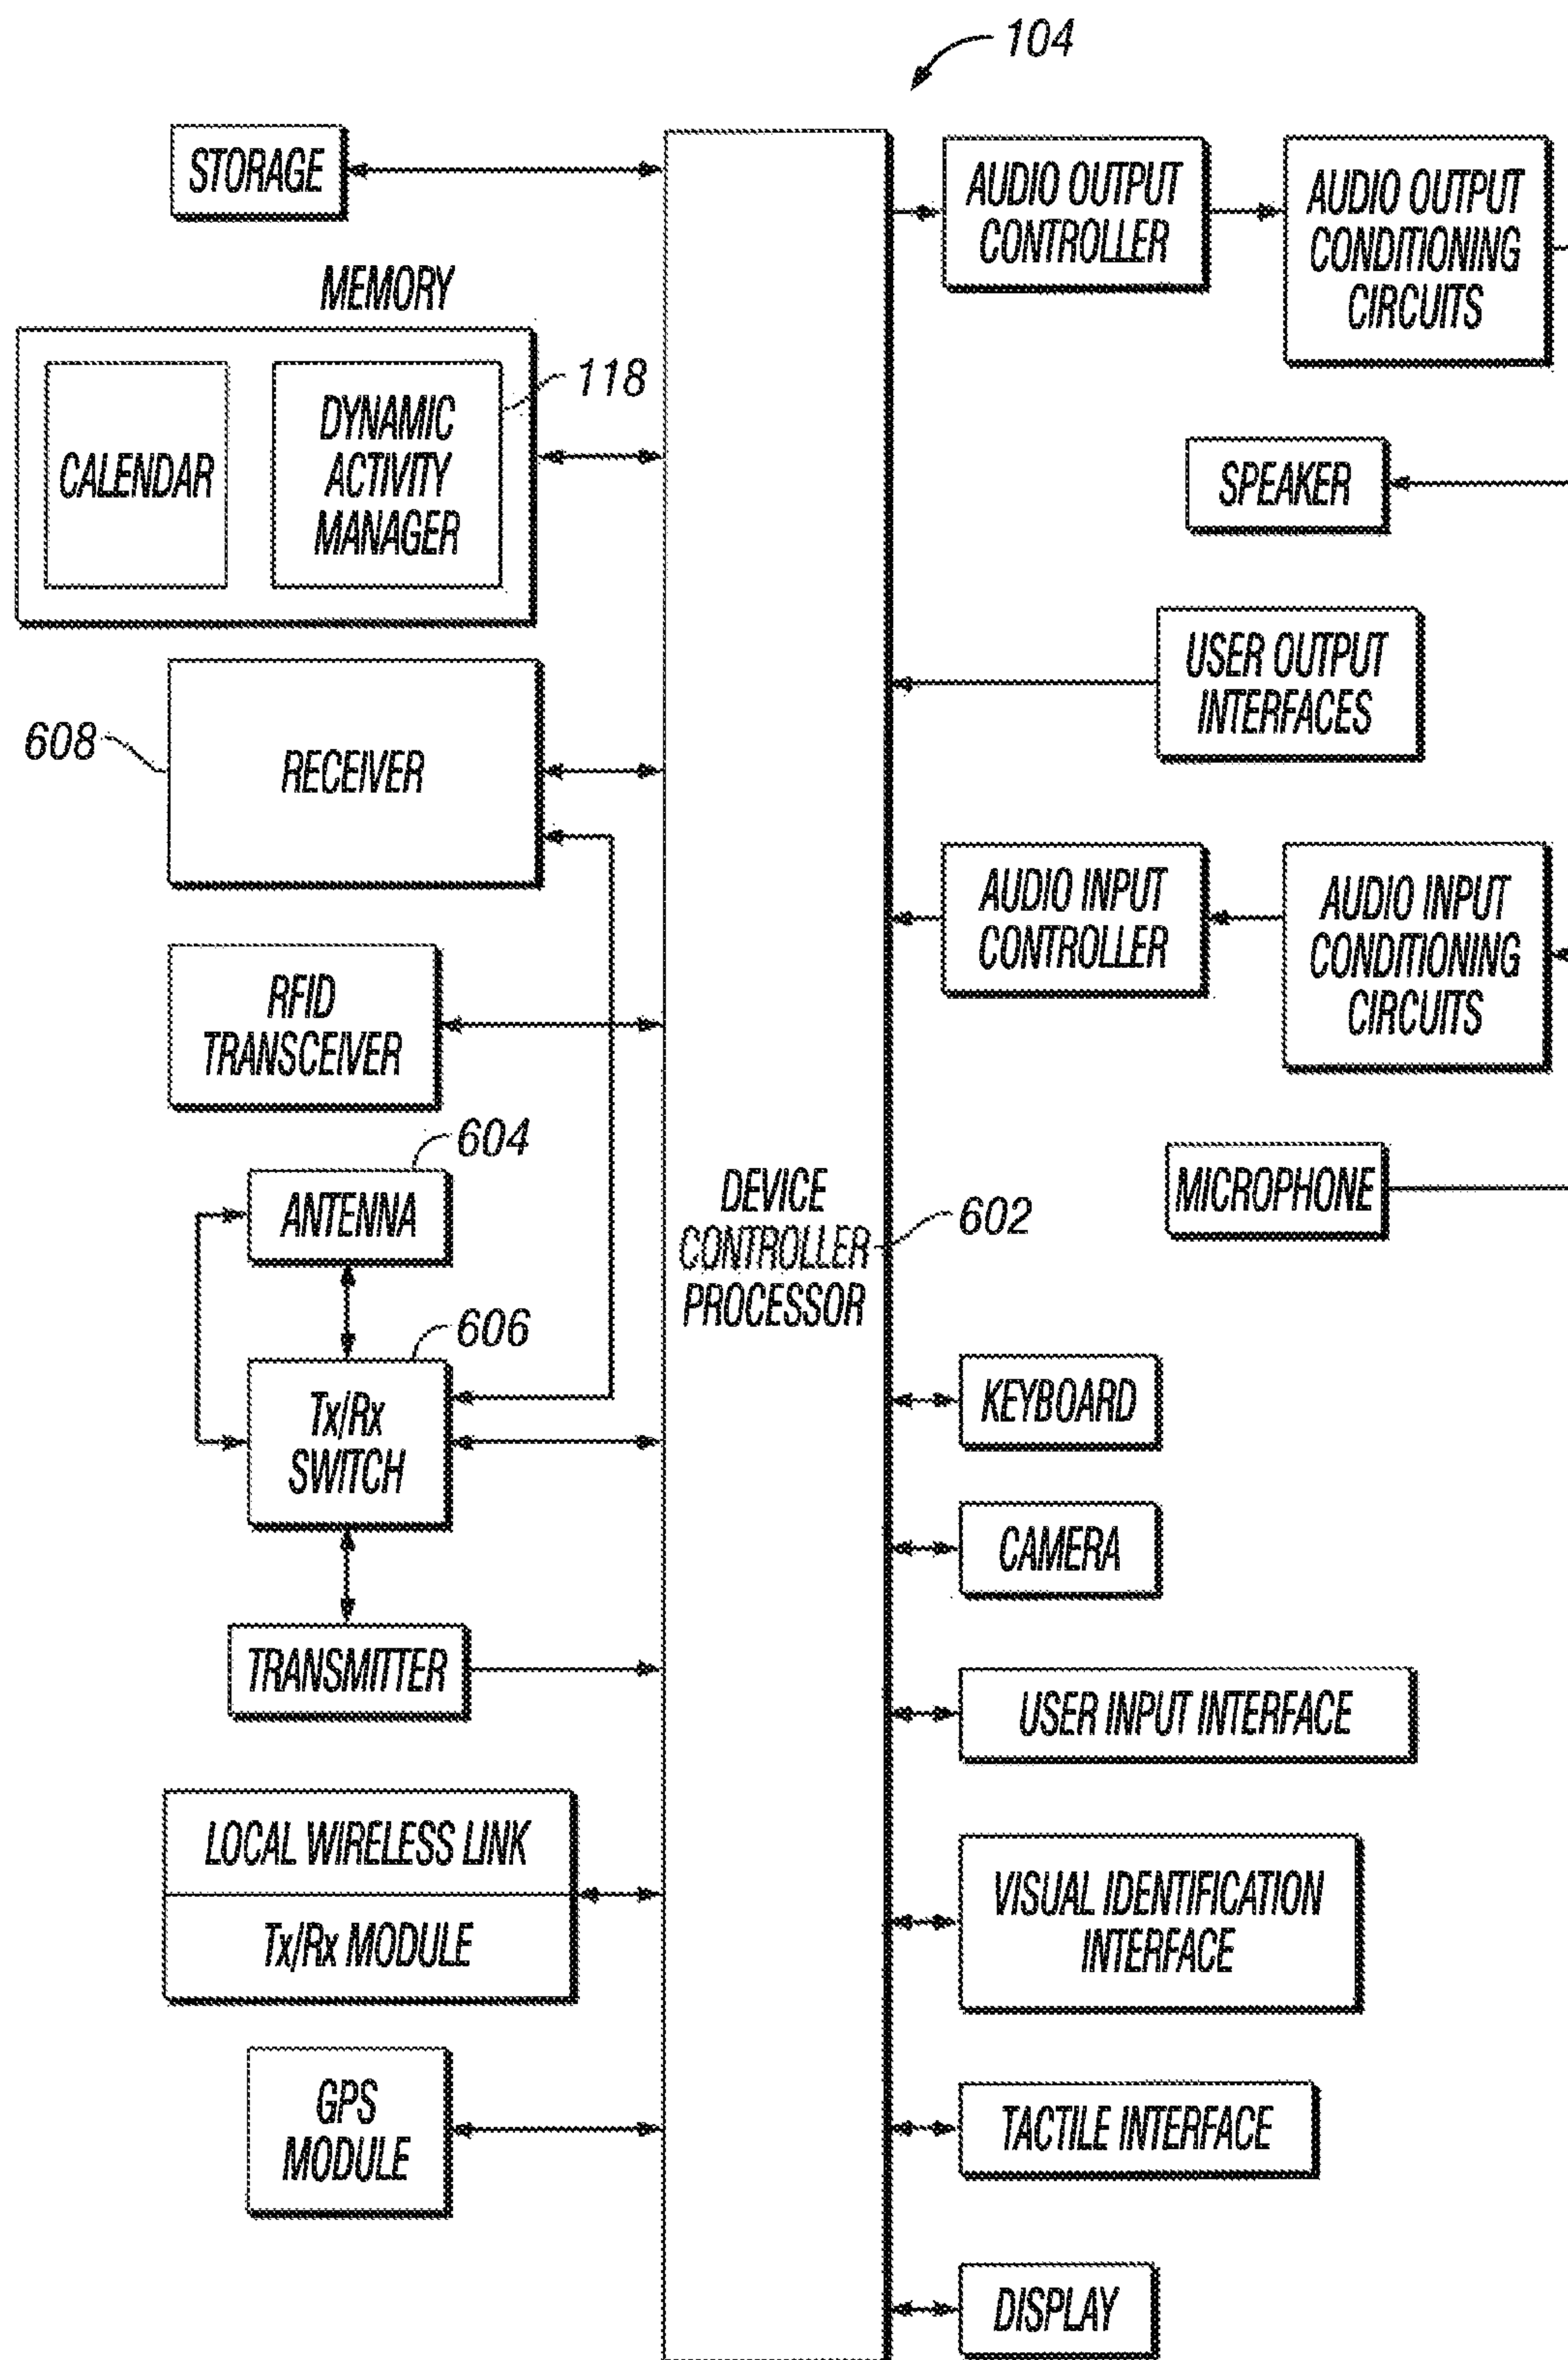 104
STORAGE
AUDIO OUTPUT
CONTROLLER
AUDIO OUTPUT
CONDITIONING
CIRCUITS
MEMORY
CALENDAR
DYNAMIC
ACTIVITY
MANAGER
118
SPEAKER
USER OUTPUT
INTERFACES
608
RECEIVER
AUDIO INPUT
CONTROLLER
AUDIO INPUT
CONDITIONING
CIRCUITS
RFID
TRANSCEIVER
604
ANTENNA
DEVICE
CONTROLLER
PROCESSOR
602
MICROPHONE
606
Tx/Rx
SWITCH
KEYBOARD
CAMERA
TRANSMITTER
USER INPUT INTERFACE
LOCAL WIRELESS LINK
Tx/Rx MODULE
VISUAL IDENTIFICATION
INTERFACE
GPS
MODULE
TACTILE INTERFACE
DISPLAY